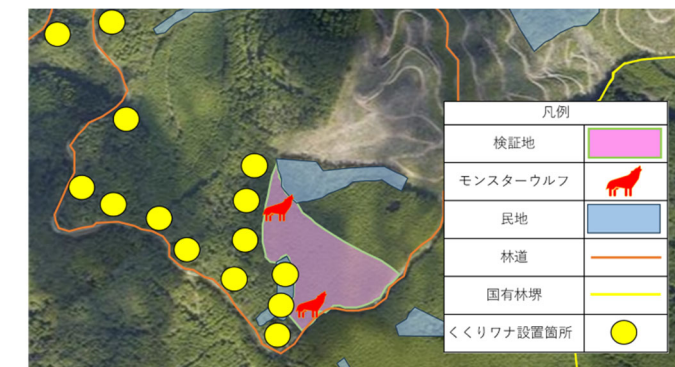 凡例
検証地
モンスターウルフ
民地
林道
国有林堺
くくりワナ設置箇所